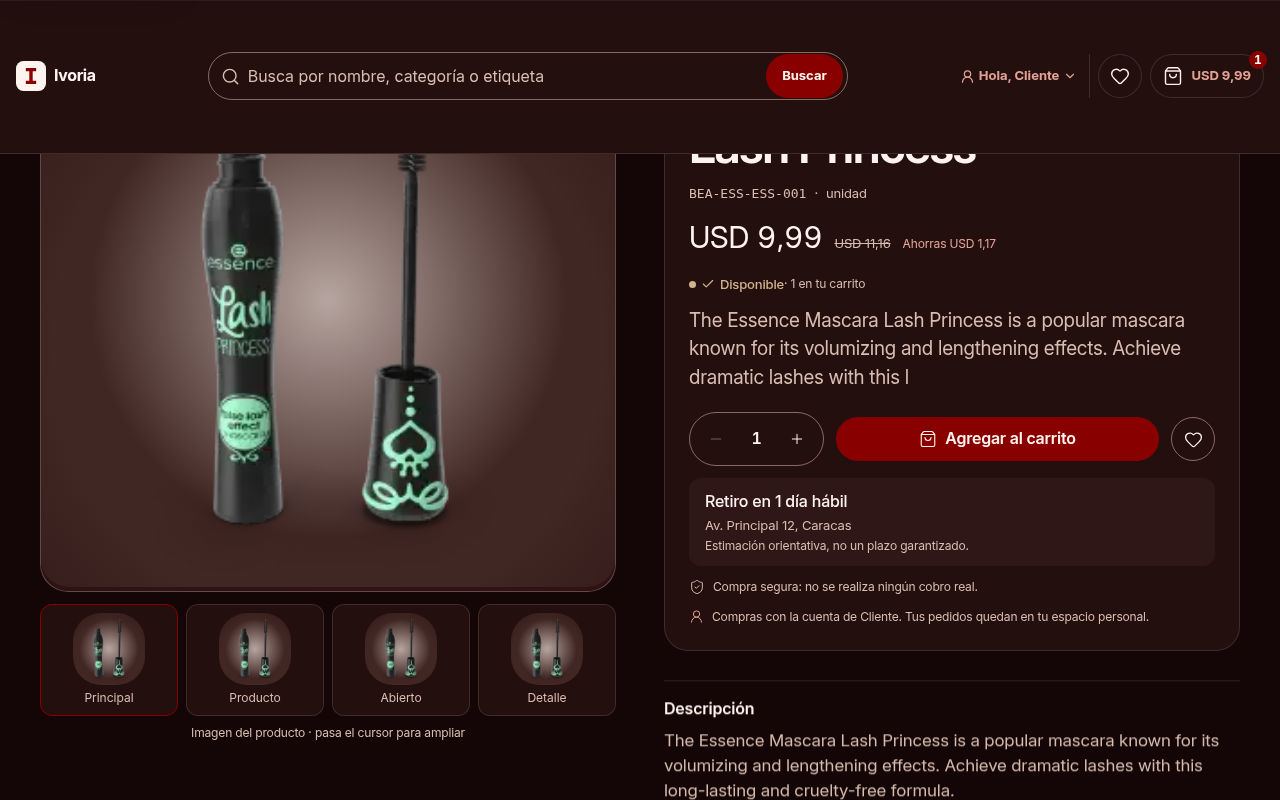 I Ivoria
Busca por nombre, categoría o etiqueta
Buscar
Hola, Cliente
USD 9,99
1
Lash Princess
BEA-ESS-ESS-001 · unidad
USD 9,99 USD 11,16 Ahorras USD 1,17
Disponible · 1 en tu carrito
The Essence Mascara Lash Princess is a popular mascara
known for its volumizing and lengthening effects. Achieve
dramatic lashes with this l
1
Agregar al carrito
Retiro en 1 día hábil
Av. Principal 12, Caracas
Estimación orientativa, no un plazo garantizado.
Compra segura: no se realiza ningún cobro real.
Compras con la cuenta de Cliente. Tus pedidos quedan en tu espacio personal.
essence
Lash
PRINCESS
false lash
effect
mascara
Principal
Producto
Abierto
Detalle
Imagen del producto · pasa el cursor para ampliar
Descripción
The Essence Mascara Lash Princess is a popular mascara known for its
volumizing and lengthening effects. Achieve dramatic lashes with this
long-lasting and cruelty-free formula.